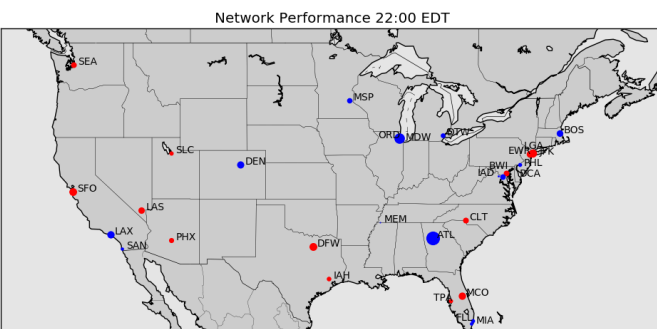 Network Performance 22:00 EDT
SEA
MSP
ORD
MDW
DTW
BOS
LGA
EWR
JFK
SLC
DEN
PHL
BWI
IAD
DCA
SFO
LAS
MEM
CLT
LAX
PHX
ATL
SAN
DFW
IAH
MCO
TPA
FLL
MIA